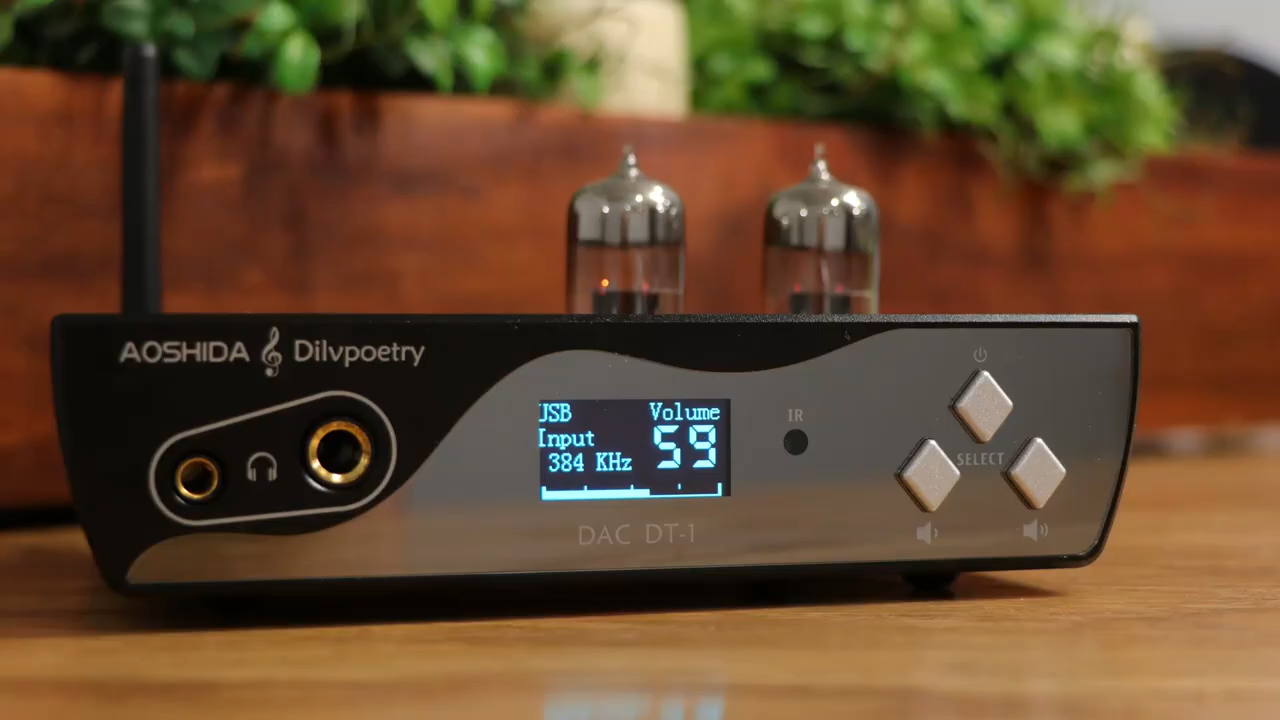 AOSHIDA Dilvpoetry
USB Volume
Input 59
384 KHz
IR
SELECT
DAC DT-1